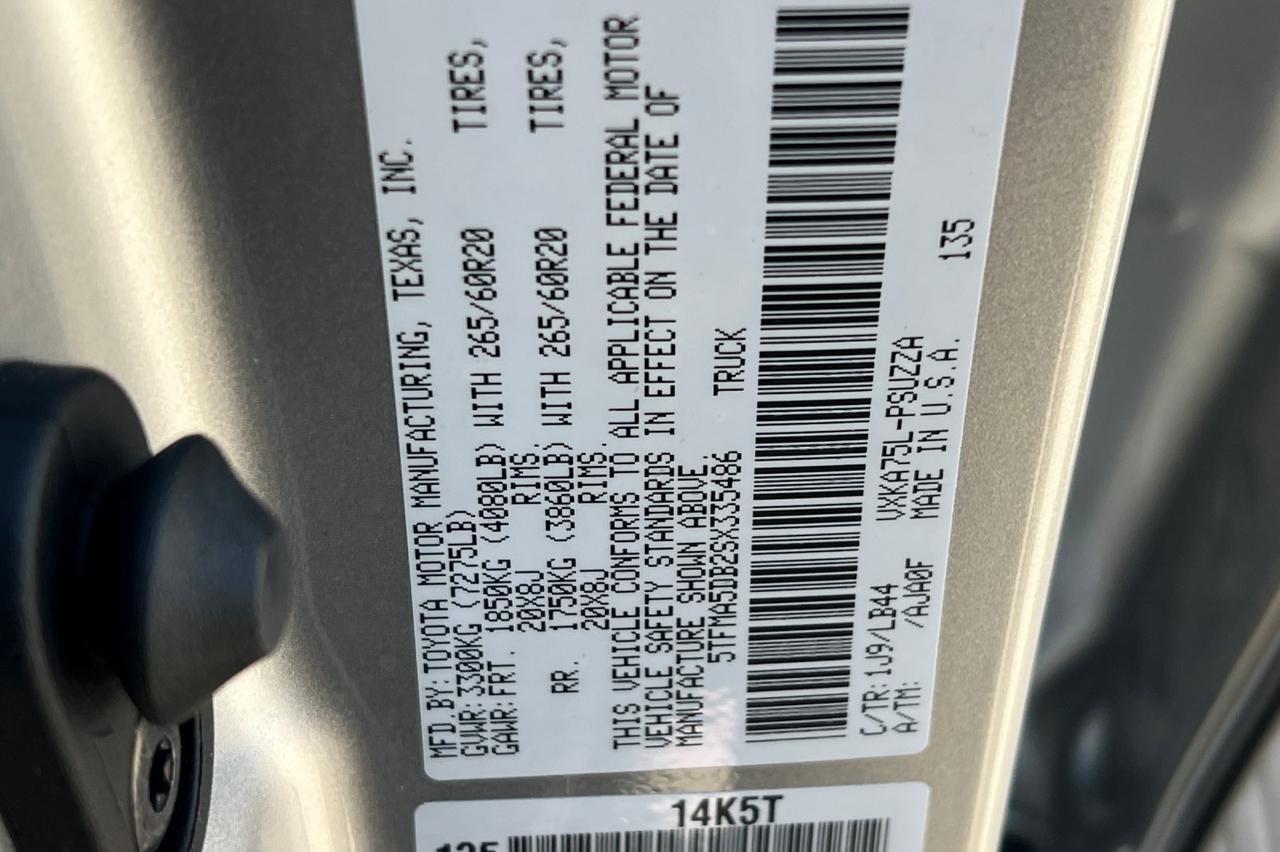 MFD BY: TOYOTA MOTOR MANUFACTURING, TEXAS, INC.
GVWR: 3300KG (7275LB)
GAWR: FRT. 1850KG (4080LB) WITH 265/60R20 TIRES,
20X8J RIMS.
RR. 1750KG (3860LB) WITH 265/60R20 TIRES,
20X8J RIMS.
THIS VEHICLE CONFORMS TO ALL APPLICABLE FEDERAL MOTOR
VEHICLE SAFETY STANDARDS IN EFFECT ON THE DATE OF
MANUFACTURE SHOWN ABOVE.
5TFMA5DB2SX335486 TRUCK
C/TR: 1J9/LB44 VXKA75L-PSUZZA
A/TM: /AJA0F MADE IN U.S.A. 135
14K5T
135